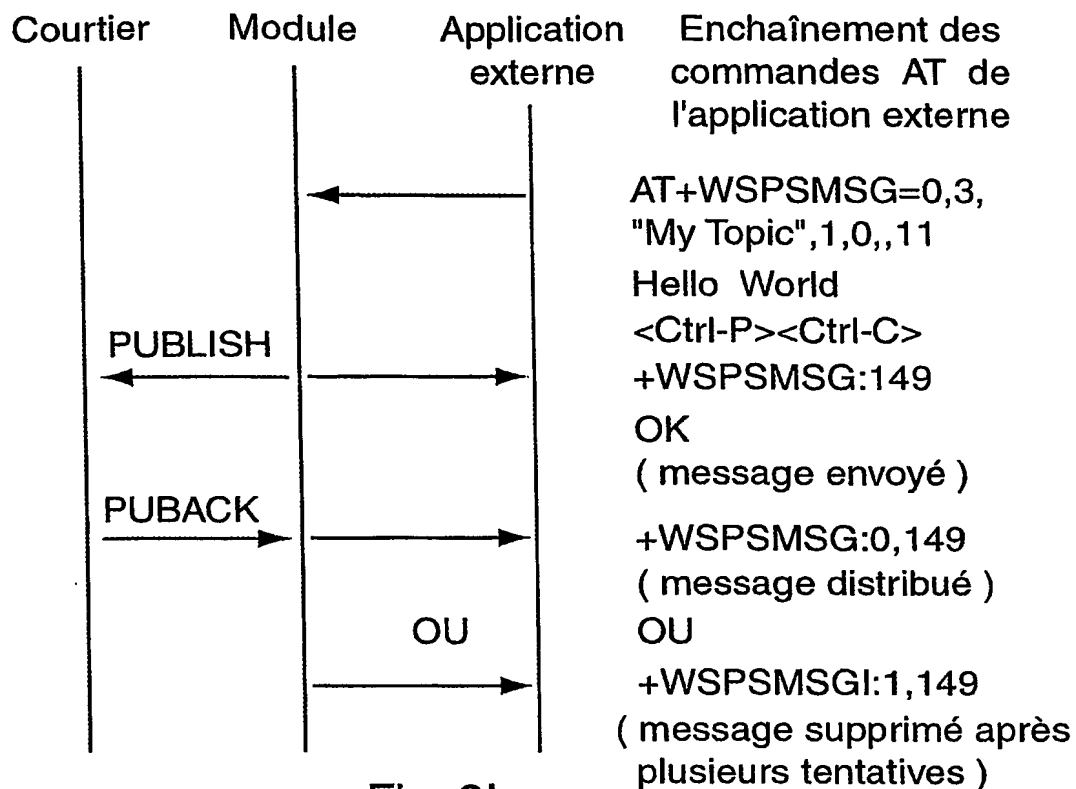 Courtier
Module
Application
externe
Enchaînement des
commandes AT de
l'application externe
AT+WSPSMSG=0,3,
"My Topic",1,0,,11
Hello World
<Ctrl-P><Ctrl-C>
PUBLISH
+WSPSMSG:149
OK
( message envoyé )
PUBACK
+WSPSMSG:0,149
( message distribué )
OU
OU
+WSPSMSGI:1,149
( message supprimé après
plusieurs tentatives )